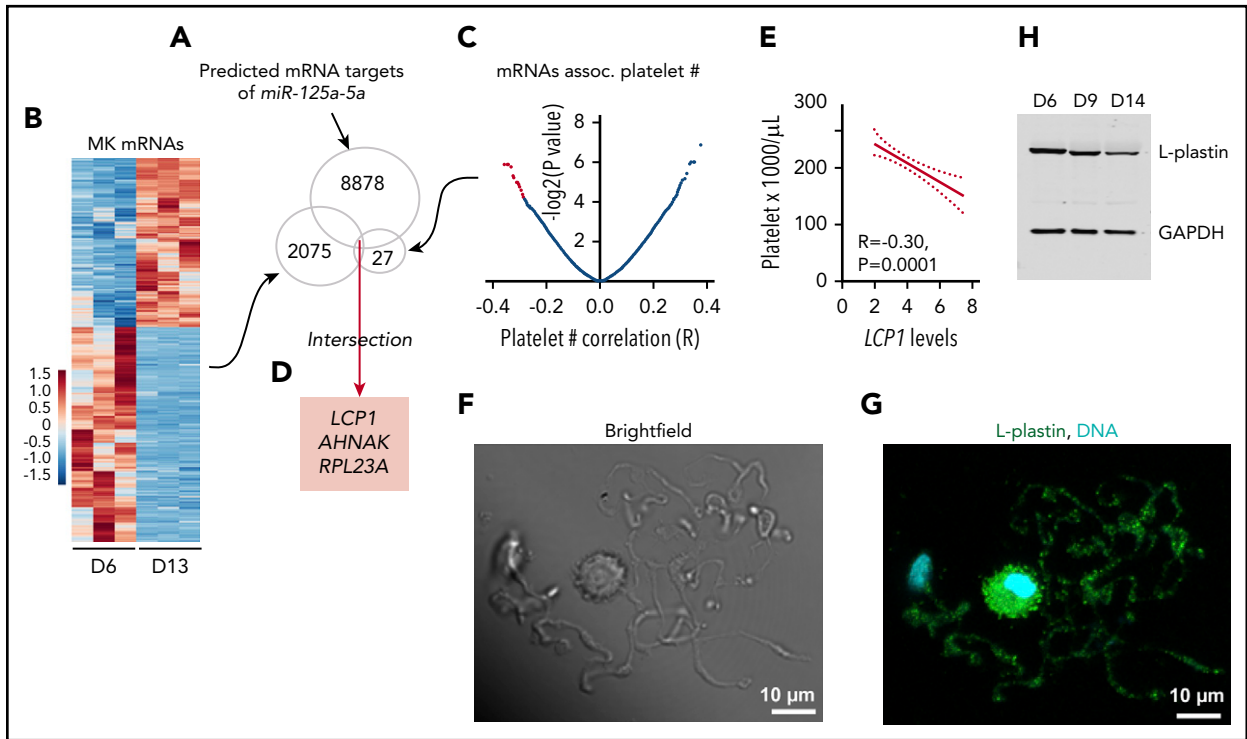 A
Predicted mRNA targets
of miR-125a-5a
8878
2075
27
Intersection
B
MK mRNAs
1.5
1.0
0.5
0
-0.5
-1.0
-1.5
D6
D13
C
mRNAs assoc. platelet #
-log2(P value)
8
6
4
2
-0.4
-0.2
0.0
0.2
0.4
Platelet # correlation (R)
D
LCP1
AHNAK
RPL23A
E
Platelet x 1000/μL
300
200
100
0
R=-0.30,
P=0.0001
0
2
4
6
8
LCP1 levels
F
Brightfield
10 μm
G
L-plastin, DNA
10 μm
H
D6 D9 D14
L-plastin
GAPDH